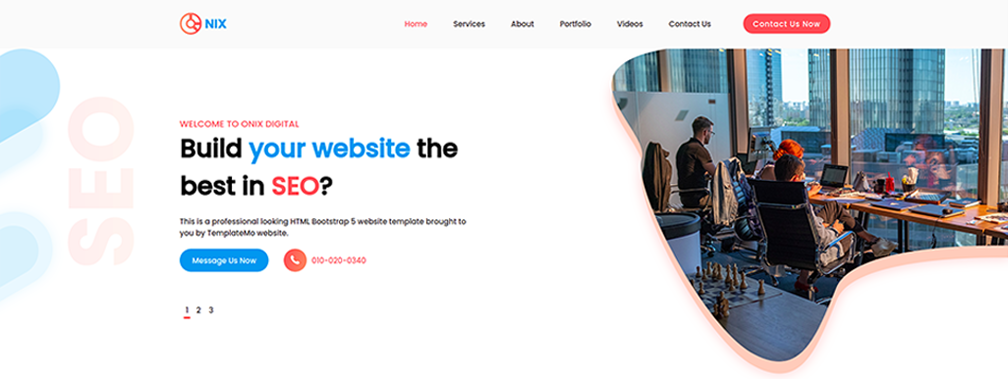 NIX
Home
Services
About
Portfolio
Videos
Contact Us
Contact Us Now
SEO
WELCOME TO ONIX DIGITAL
Build your website the
best in SEO?
This is a professional looking HTML Bootstrap 5 website template brought to
you by TemplateMo website.
Message Us Now
010-020-0340
1 2 3